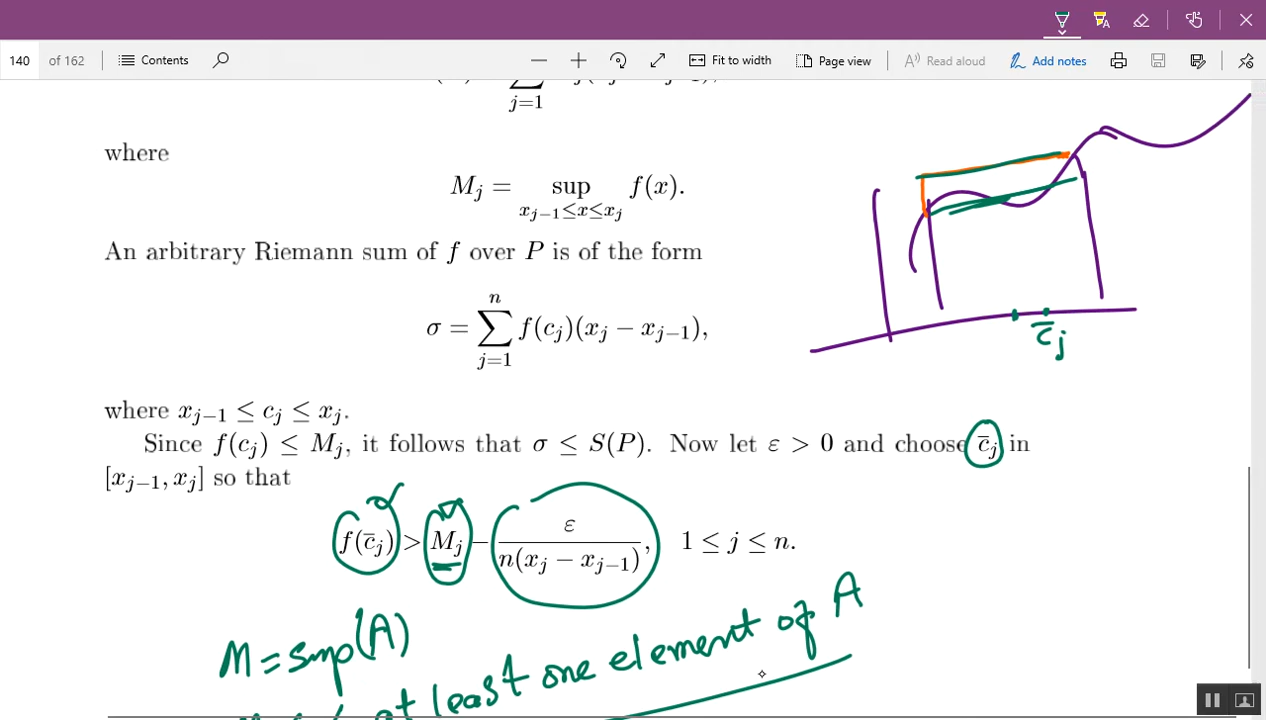 140 of 162 Contents Fit to width Page view Read aloud Add notes
j=1
where
M_j = sup_{x_{j−1}≤x≤x_j} f(x).
An arbitrary Riemann sum of f over P is of the form
σ = ∑_{j=1}^{n} f(c_j)(x_j − x_{j−1}),
c̄_j
where x_{j−1} ≤ c_j ≤ x_j.
Since f(c_j) ≤ M_j, it follows that σ ≤ S(P). Now let ε > 0 and choose c̄_j in
[x_{j−1}, x_j] so that
f(c̄_j) > M_j − ε/(n(x_j − x_{j−1})), 1 ≤ j ≤ n.
M = sup(A)
at least one element of A